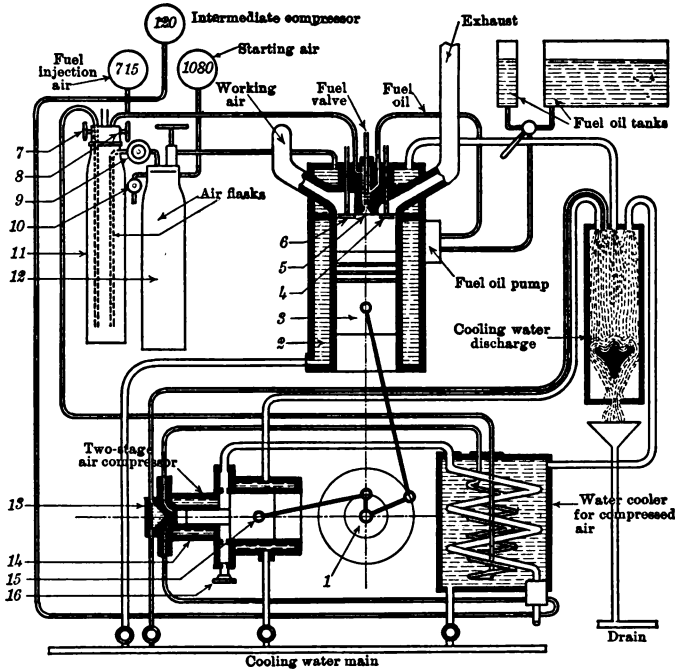 120
Intermediate compressor
Starting air
Exhaust
Fuel
injection
air
715
1080
Working
air
Fuel
valve
Fuel
oil
Fuel oil tanks
7
8
9
10
11
12
Air flasks
6
5
4
3
2
Fuel oil pump
Cooling water
discharge
Two-stage
air compressor
13
14
15
16
1
Water cooler
for compressed
air
Drain
Cooling water main